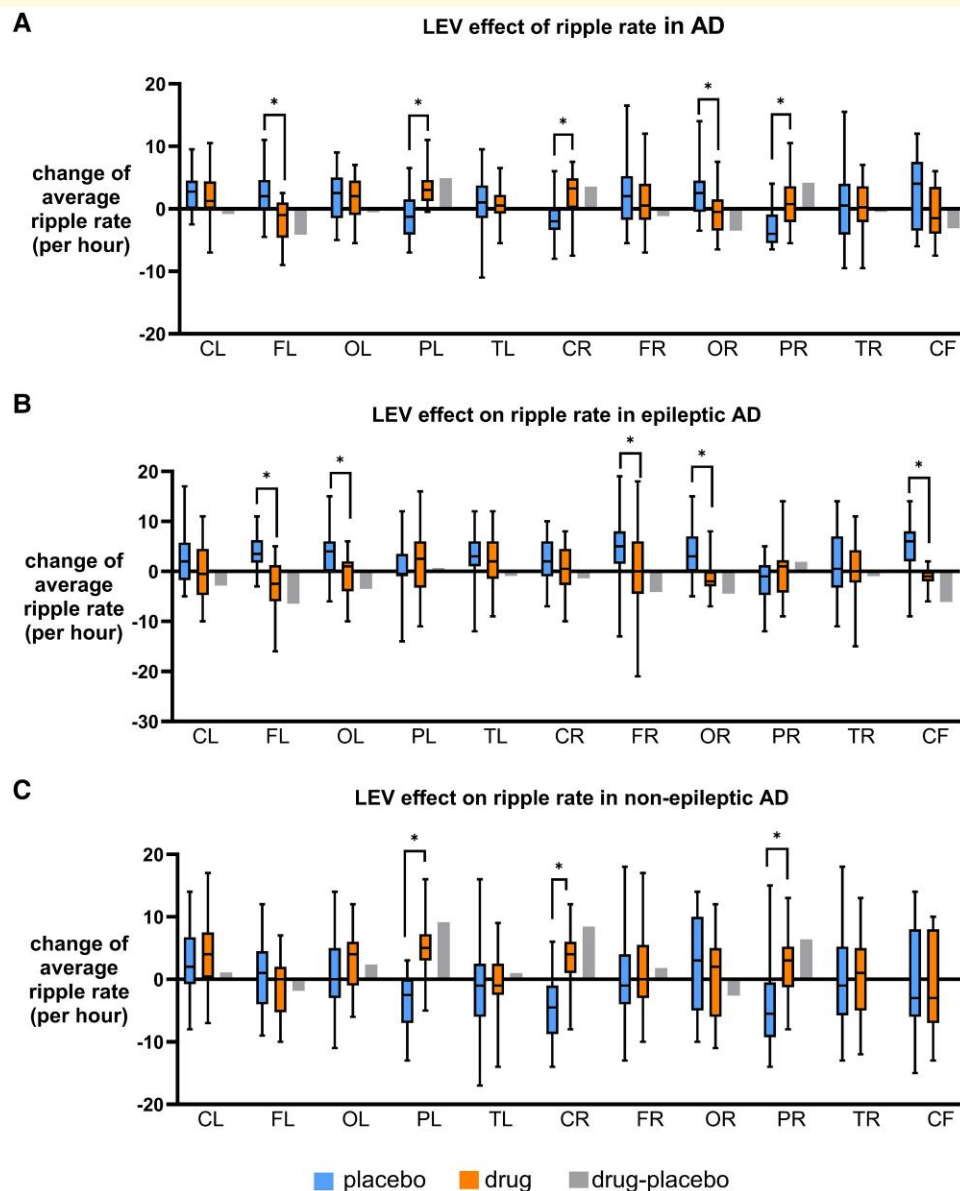 A
LEV effect of ripple rate in AD
20
10
0
-10
-20
change of
average
ripple rate
(per hour)
* * * * *
CL FL OL PL TL CR FR OR PR TR CF
B
LEV effect on ripple rate in epileptic AD
20
10
0
-10
-20
-30
change of
average
ripple rate
(per hour)
* * * * *
CL FL OL PL TL CR FR OR PR TR CF
C
LEV effect on ripple rate in non-epileptic AD
20
10
0
-10
-20
change of
average
ripple rate
(per hour)
* * *
CL FL OL PL TL CR FR OR PR TR CF
placebo drug drug-placebo